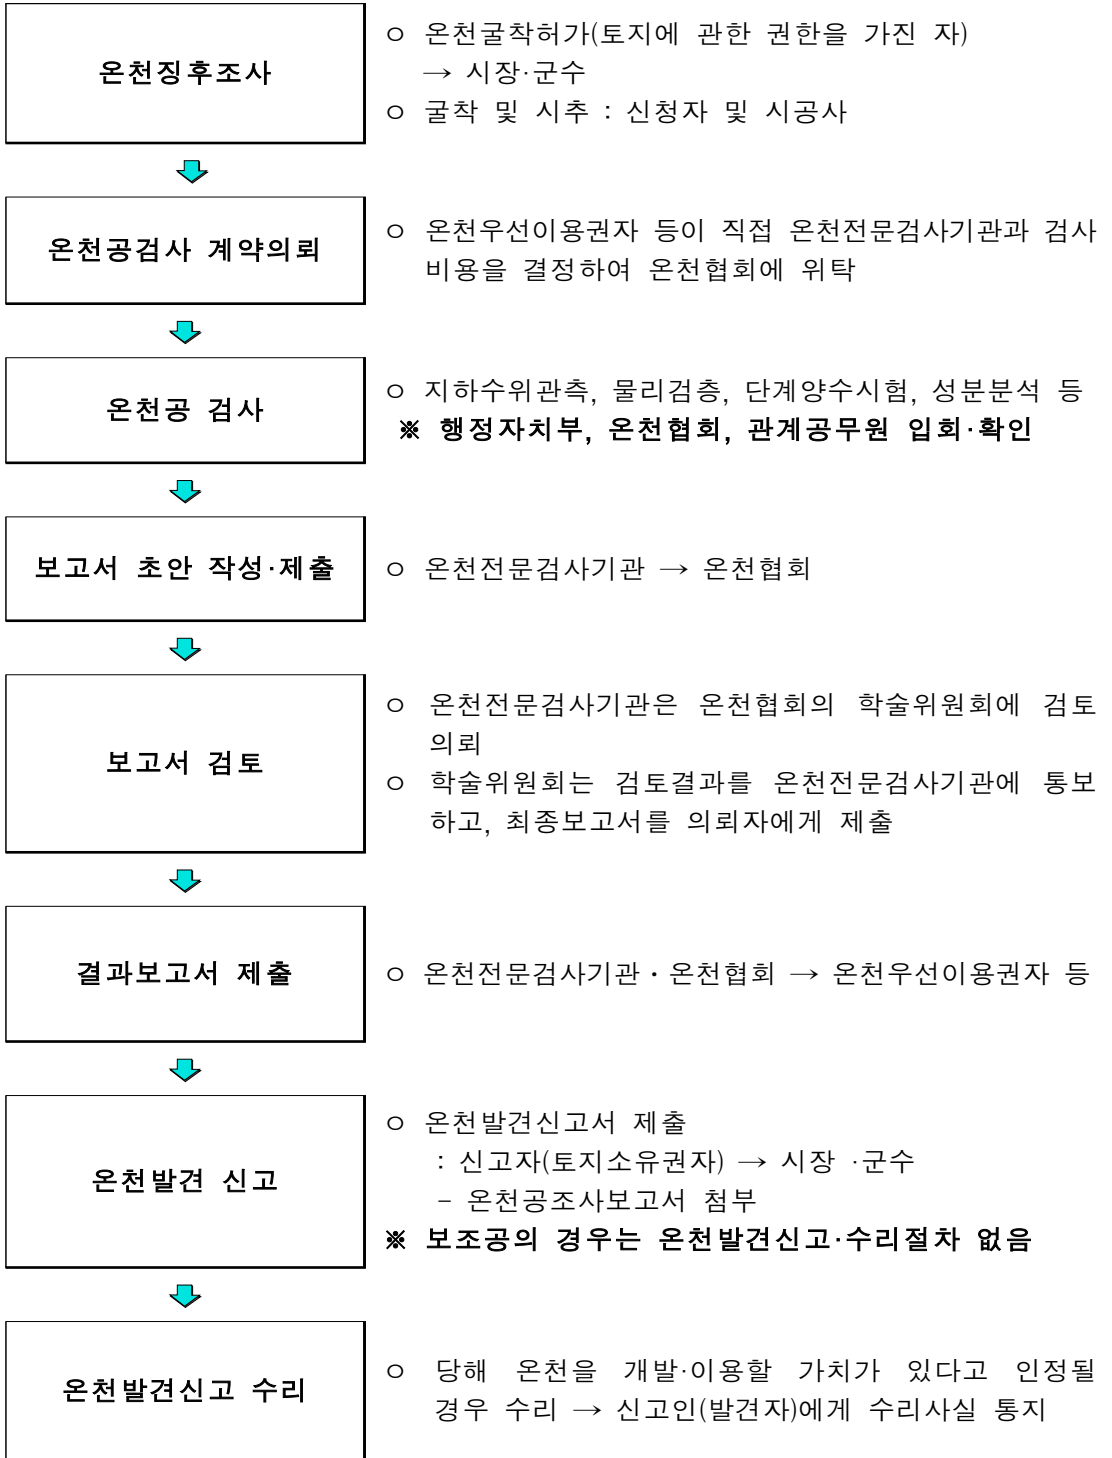 온천징후조사
ㅇ 온천굴착허가(토지에 관한 권한을 가진 자)
→ 시장·군수
ㅇ 굴착 및 시추 : 신청자 및 시공사
온천공검사 계약의뢰
ㅇ 온천우선이용권자 등이 직접 온천전문검사기관과 검사
비용을 결정하여 온천협회에 위탁
온천공 검사
ㅇ 지하수위관측, 물리검층, 단계양수시험, 성분분석 등
※ 행정자치부, 온천협회, 관계공무원 입회·확인
보고서 초안 작성·제출
ㅇ 온천전문검사기관 → 온천협회
보고서 검토
ㅇ 온천전문검사기관은 온천협회의 학술위원회에 검토
의뢰
ㅇ 학술위원회는 검토결과를 온천전문검사기관에 통보
하고, 최종보고서를 의뢰자에게 제출
결과보고서 제출
ㅇ 온천전문검사기관·온천협회 → 온천우선이용권자 등
온천발견 신고
ㅇ 온천발견신고서 제출
: 신고자(토지소유권자) → 시장 ·군수
- 온천공조사보고서 첨부
※ 보조공의 경우는 온천발견신고·수리절차 없음
온천발견신고 수리
ㅇ 당해 온천을 개발·이용할 가치가 있다고 인정될
경우 수리 → 신고인(발견자)에게 수리사실 통지